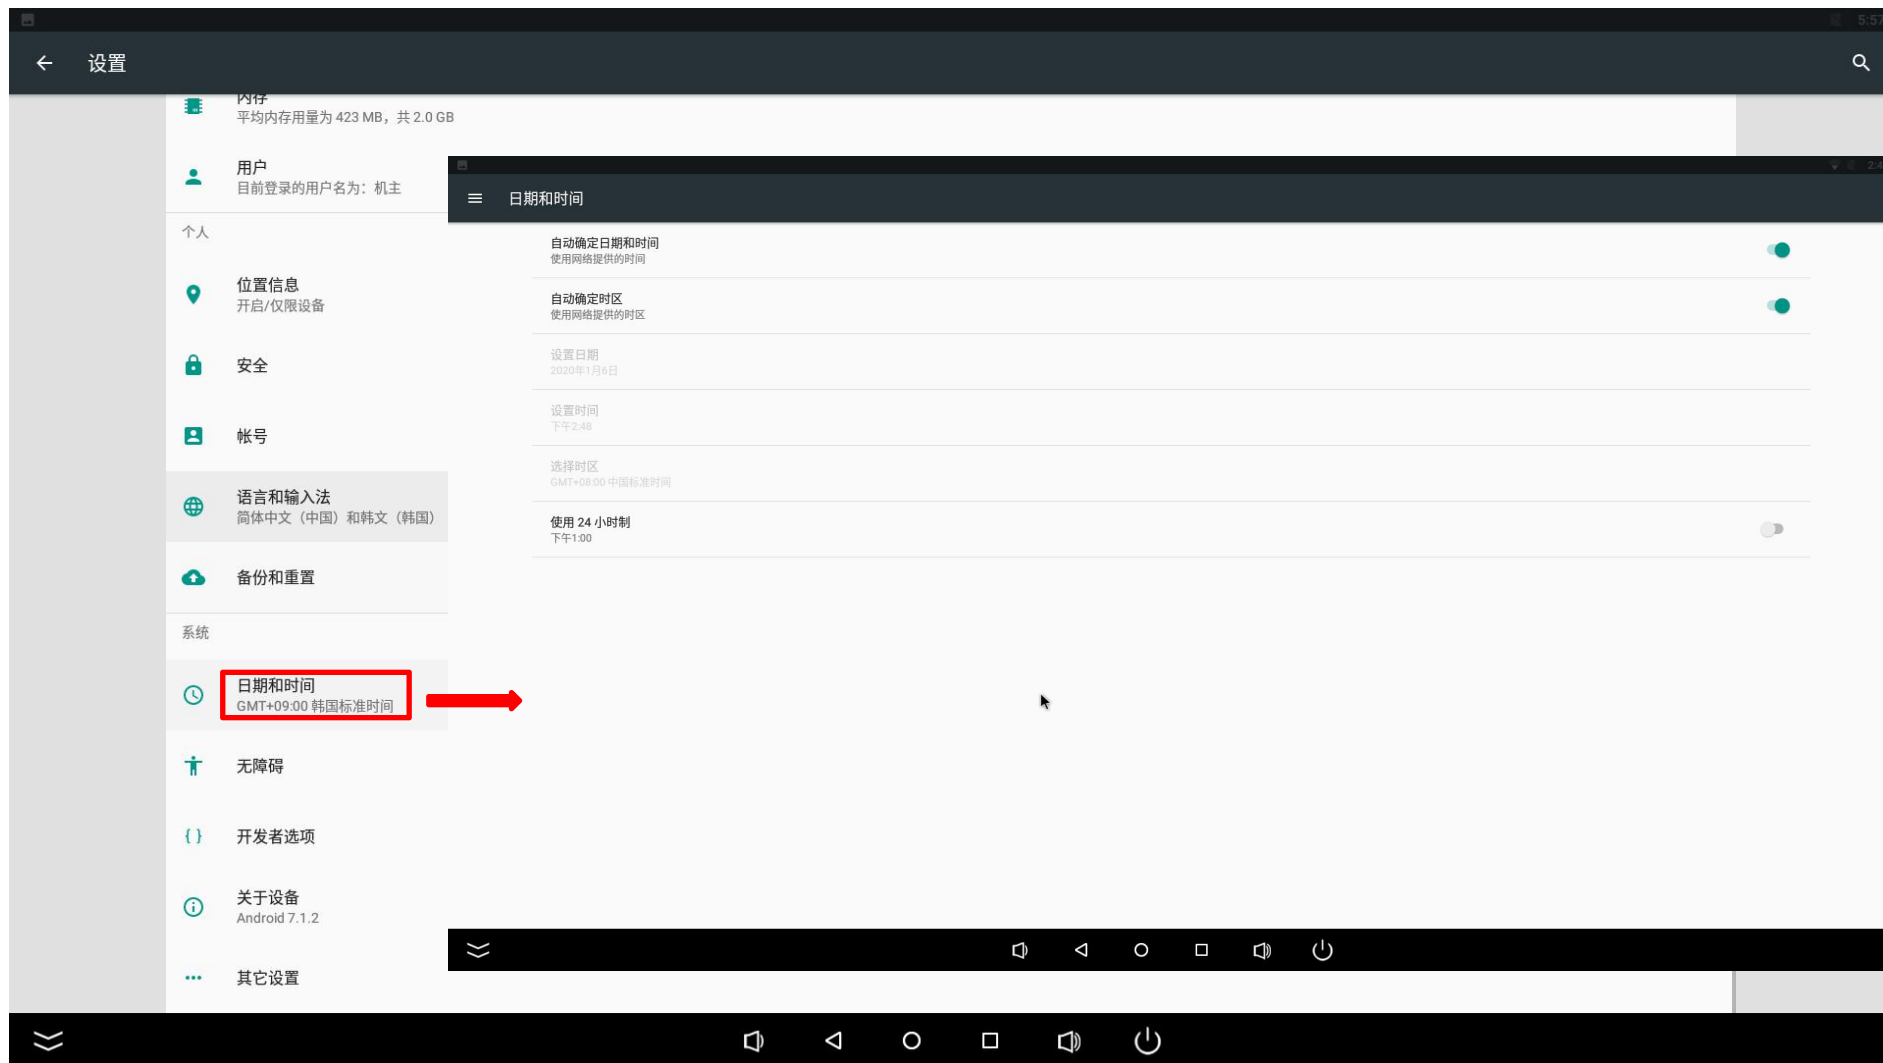 5:57
设置
内存
平均内存用量为 423 MB，共 2.0 GB
用户
目前登录的用户名为：机主
个人
位置信息
开启/仅限设备
安全
帐号
语言和输入法
简体中文（中国）和韩文（韩国）
备份和重置
系统
日期和时间
GMT+09:00 韩国标准时间
无障碍
{ } 开发者选项
关于设备
Android 7.1.2
其它设置
日期和时间
自动确定日期和时间
使用网络提供的时间
自动确定时区
使用网络提供的时区
设置日期
2020年1月6日
设置时间
下午2:48
选择时区
GMT+08:00 中国标准时间
使用 24 小时制
下午1:00